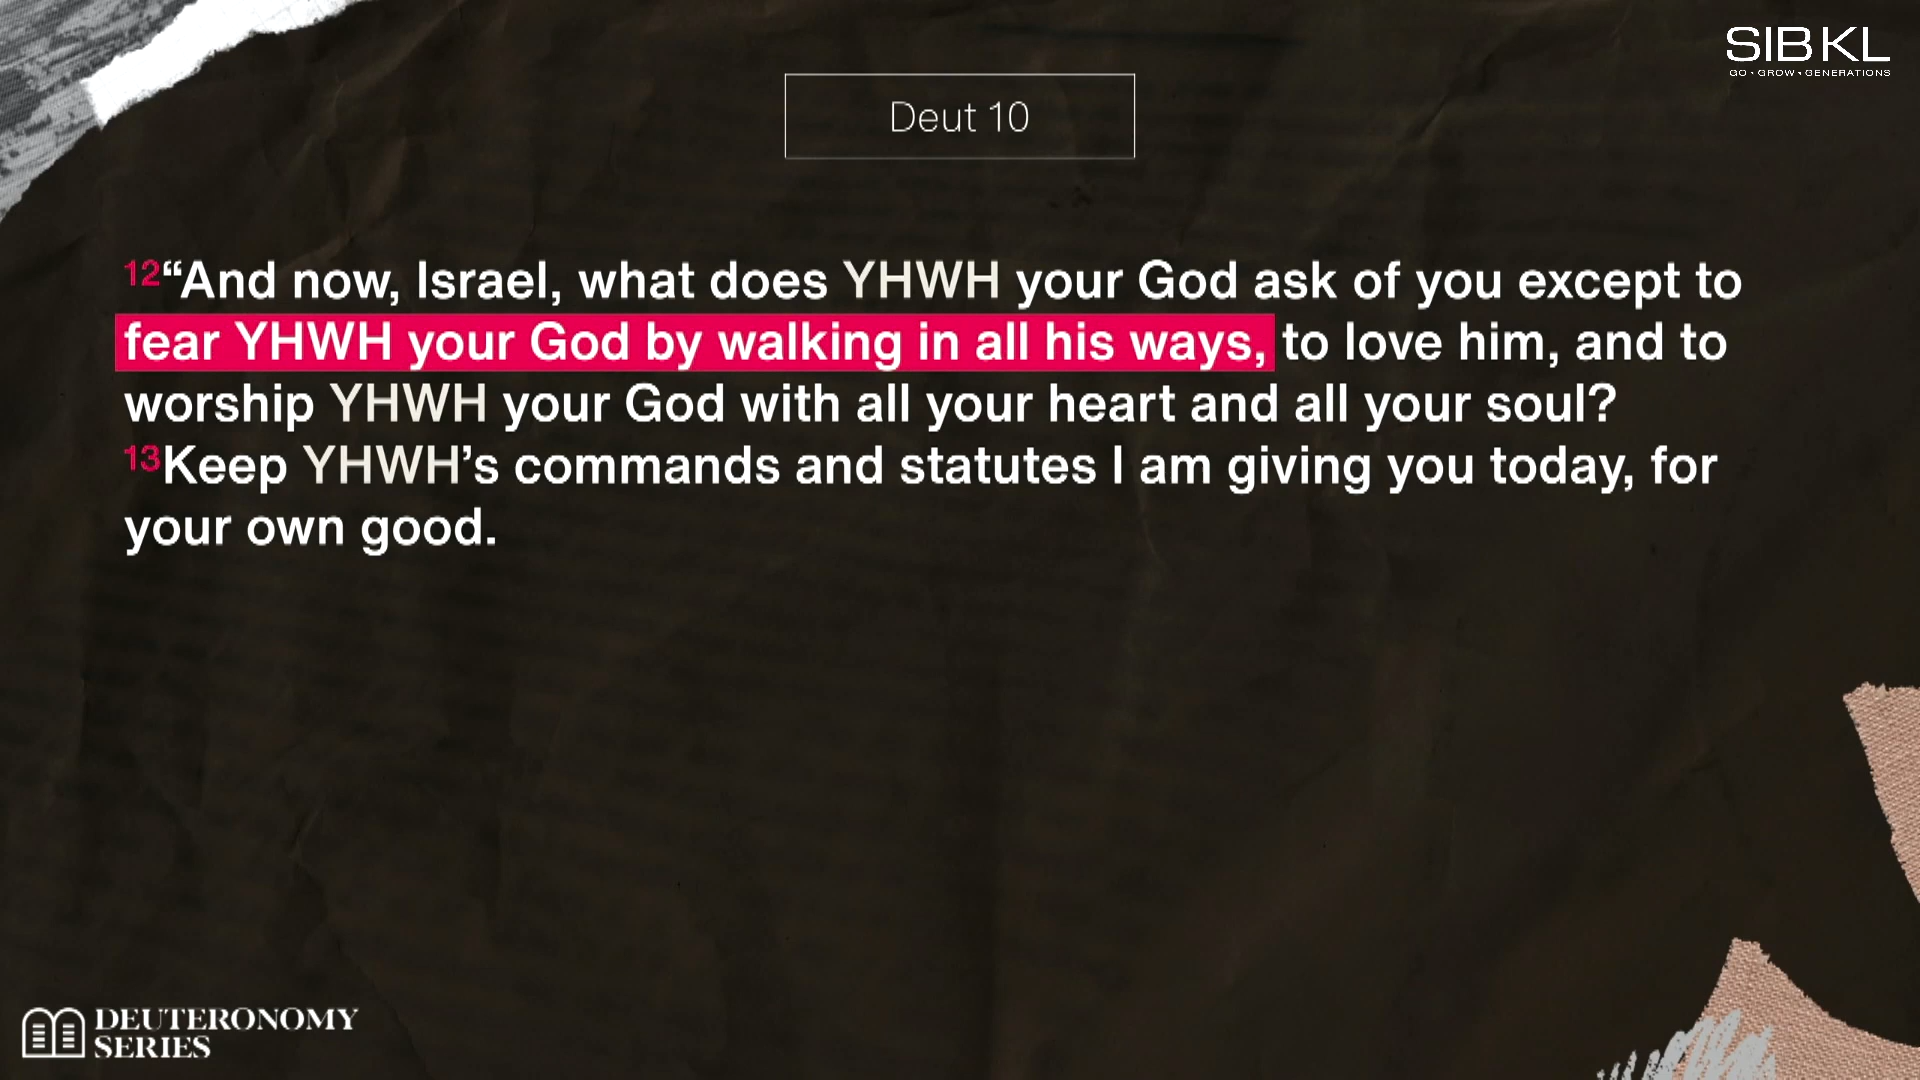 SIBKL
GO • GROW • GENERATIONS
Deut 10
12“And now, Israel, what does YHWH your God ask of you except to
fear YHWH your God by walking in all his ways, to love him, and to
worship YHWH your God with all your heart and all your soul?
13Keep YHWH’s commands and statutes I am giving you today, for
your own good.
DEUTERONOMY
SERIES